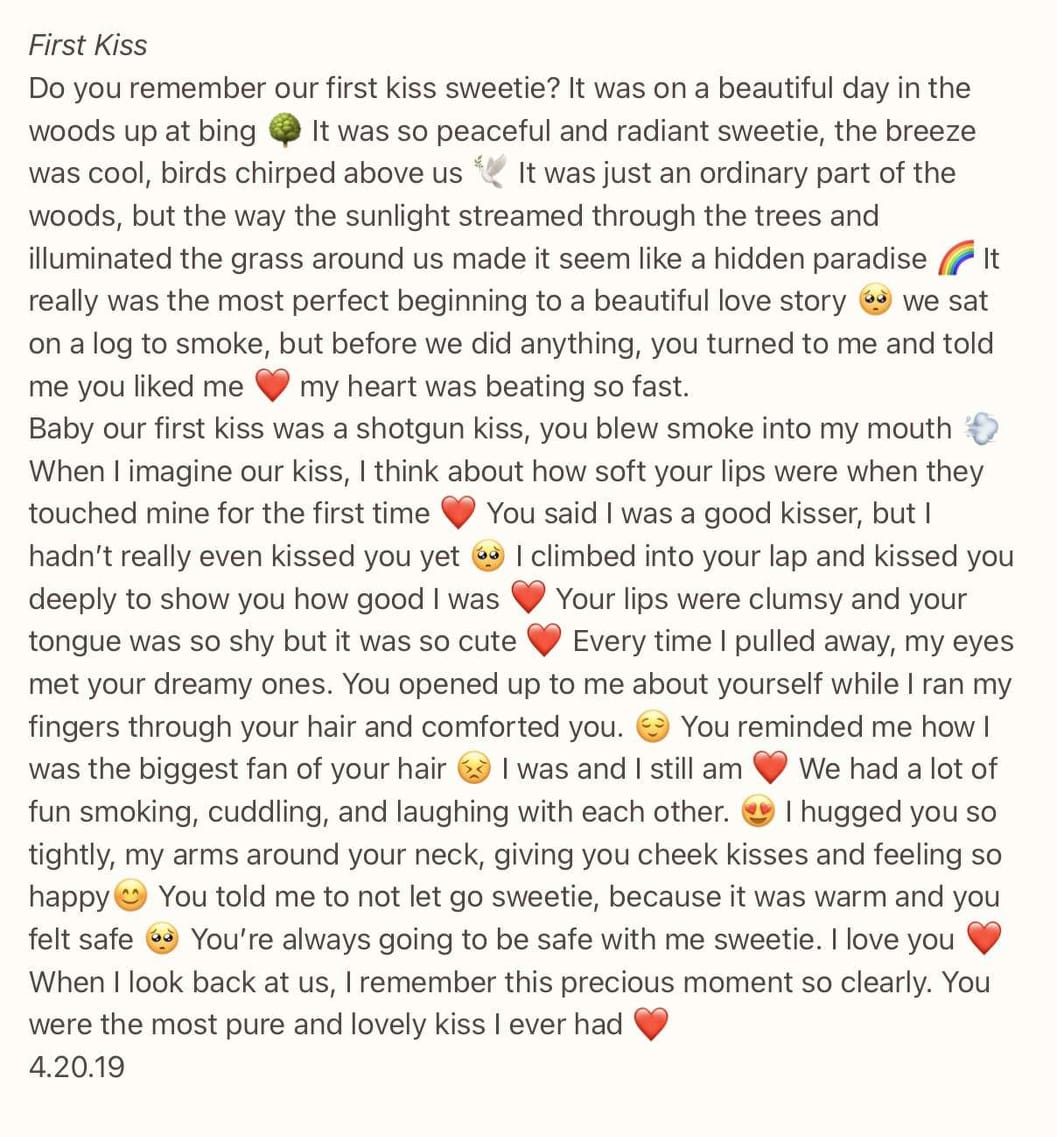 First Kiss
Do you remember our first kiss sweetie? It was on a beautiful day in the
woods up at bing 🌳 It was so peaceful and radiant sweetie, the breeze
was cool, birds chirped above us 🕊️ It was just an ordinary part of the
woods, but the way the sunlight streamed through the trees and
illuminated the grass around us made it seem like a hidden paradise 🌈 It
really was the most perfect beginning to a beautiful love story 🥺 we sat
on a log to smoke, but before we did anything, you turned to me and told
me you liked me ❤️ my heart was beating so fast.
Baby our first kiss was a shotgun kiss, you blew smoke into my mouth 💨
When I imagine our kiss, I think about how soft your lips were when they
touched mine for the first time ❤️ You said I was a good kisser, but I
hadn’t really even kissed you yet 🥺 I climbed into your lap and kissed you
deeply to show you how good I was ❤️ Your lips were clumsy and your
tongue was so shy but it was so cute ❤️ Every time I pulled away, my eyes
met your dreamy ones. You opened up to me about yourself while I ran my
fingers through your hair and comforted you. 😌 You reminded me how I
was the biggest fan of your hair 😣 I was and I still am ❤️ We had a lot of
fun smoking, cuddling, and laughing with each other. 😍 I hugged you so
tightly, my arms around your neck, giving you cheek kisses and feeling so
happy😊 You told me to not let go sweetie, because it was warm and you
felt safe 🥺 You’re always going to be safe with me sweetie. I love you ❤️
When I look back at us, I remember this precious moment so clearly. You
were the most pure and lovely kiss I ever had ❤️
4.20.19